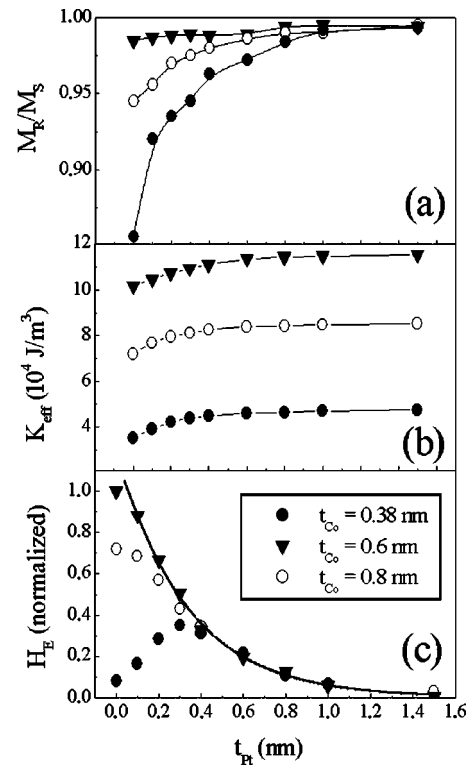 1.00
0.95
0.90
M_R/M_S
(a)
12
10
8
6
4
K_eff (10^4 J/m^3)
(b)
1.0
0.8
0.6
0.4
0.2
0.0
H_E (normalized)
t_Co = 0.38 nm
t_Co = 0.6 nm
t_Co = 0.8 nm
(c)
0.0 0.2 0.4 0.6 0.8 1.0 1.2 1.4 1.6
t_Pt (nm)